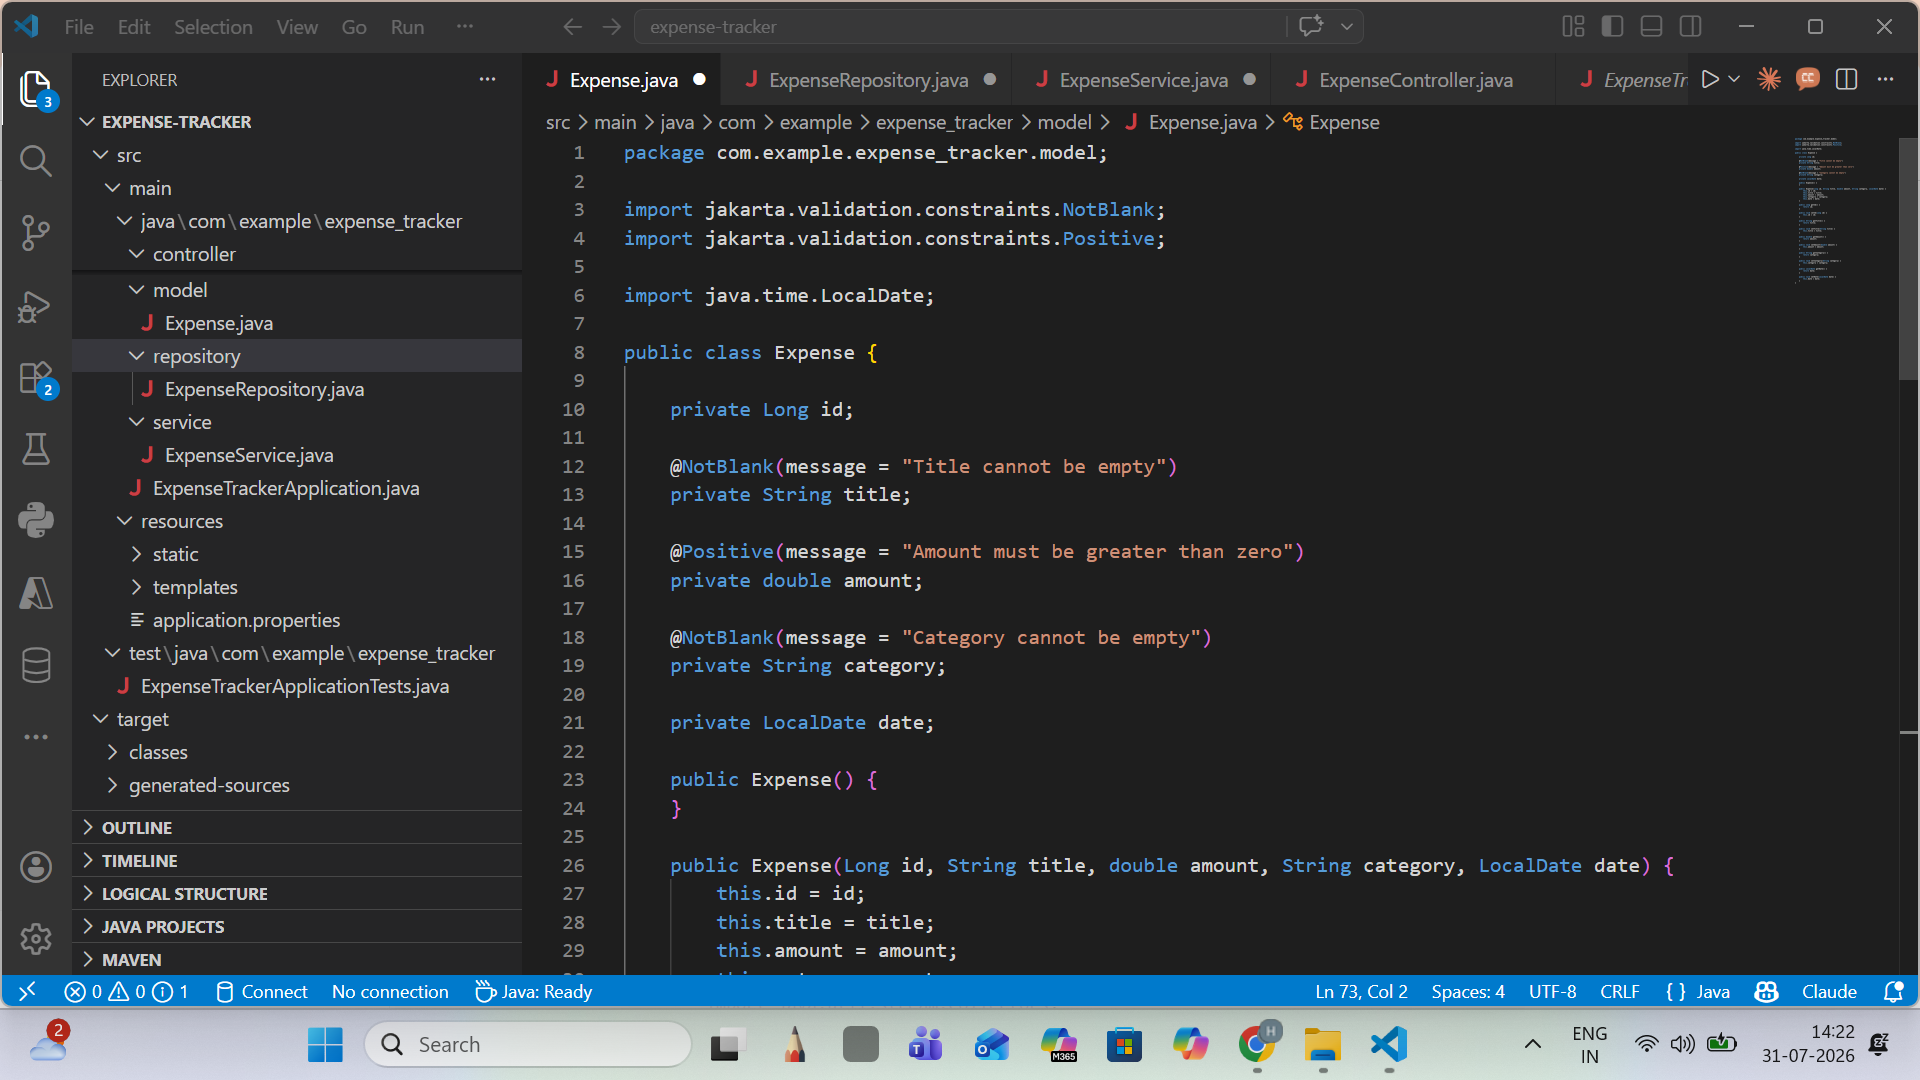 File Edit Selection View Go Run ···
expense-tracker
EXPLORER
3
EXPENSE-TRACKER
src
main
java\com\example\expense_tracker
controller
model
Expense.java
repository
ExpenseRepository.java
service
ExpenseService.java
ExpenseTrackerApplication.java
resources
static
templates
application.properties
test\java\com\example\expense_tracker
ExpenseTrackerApplicationTests.java
target
classes
generated-sources
OUTLINE
TIMELINE
LOGICAL STRUCTURE
JAVA PROJECTS
MAVEN
2
Expense.java ExpenseRepository.java ExpenseService.java ExpenseController.java ExpenseTr
CC
src > main > java > com > example > expense_tracker > model > Expense.java > Expense
1 package com.example.expense_tracker.model;
2
3 import jakarta.validation.constraints.NotBlank;
4 import jakarta.validation.constraints.Positive;
5
6 import java.time.LocalDate;
7
8 public class Expense {
9
10 private Long id;
11
12 @NotBlank(message = "Title cannot be empty")
13 private String title;
14
15 @Positive(message = "Amount must be greater than zero")
16 private double amount;
17
18 @NotBlank(message = "Category cannot be empty")
19 private String category;
20
21 private LocalDate date;
22
23 public Expense() {
24 }
25
26 public Expense(Long id, String title, double amount, String category, LocalDate date) {
27 this.id = id;
28 this.title = title;
29 this.amount = amount;
0 0 1 Connect No connection Java: Ready Ln 73, Col 2 Spaces: 4 UTF-8 CRLF { } Java Claude
2
Search
M365
H
ENG
IN
14:22
31-07-2026